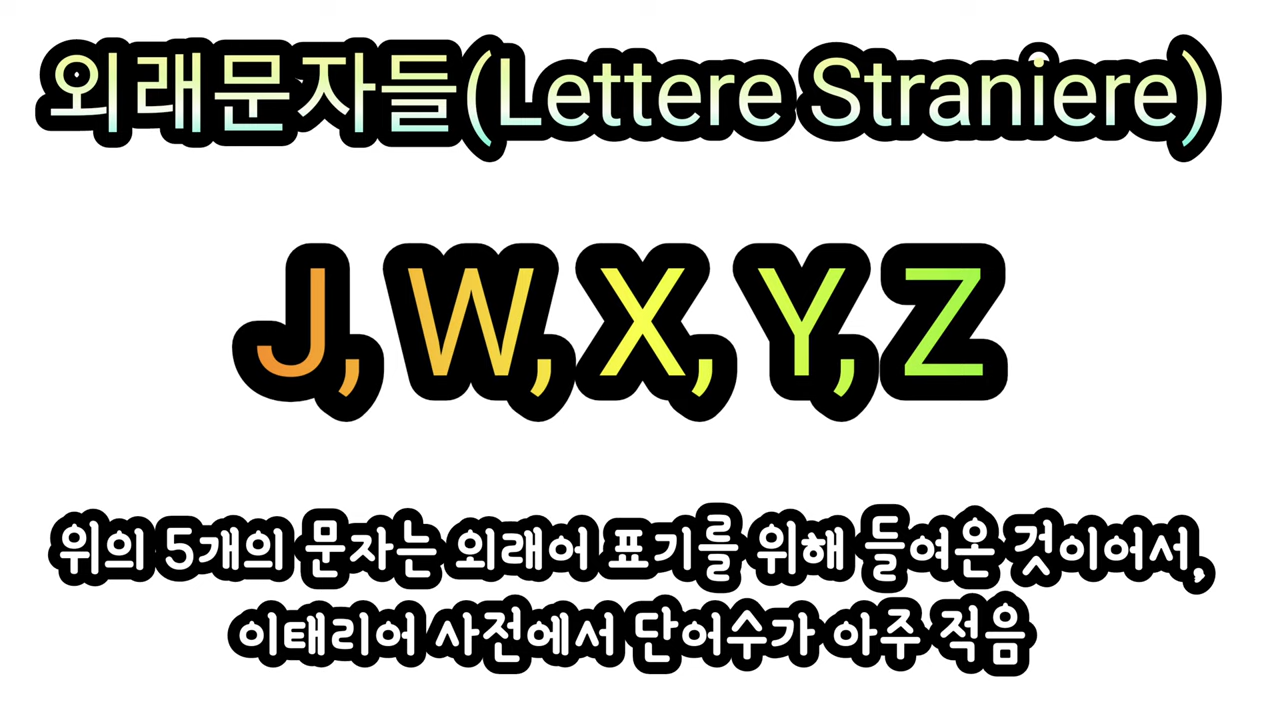 외래문자들(Lettere Straniere)
J, W, X, Y, Z
위의 5개의 문자는 외래어 표기를 위해 들여온 것이어서,
이태리어 사전에서 단어수가 아주 적음